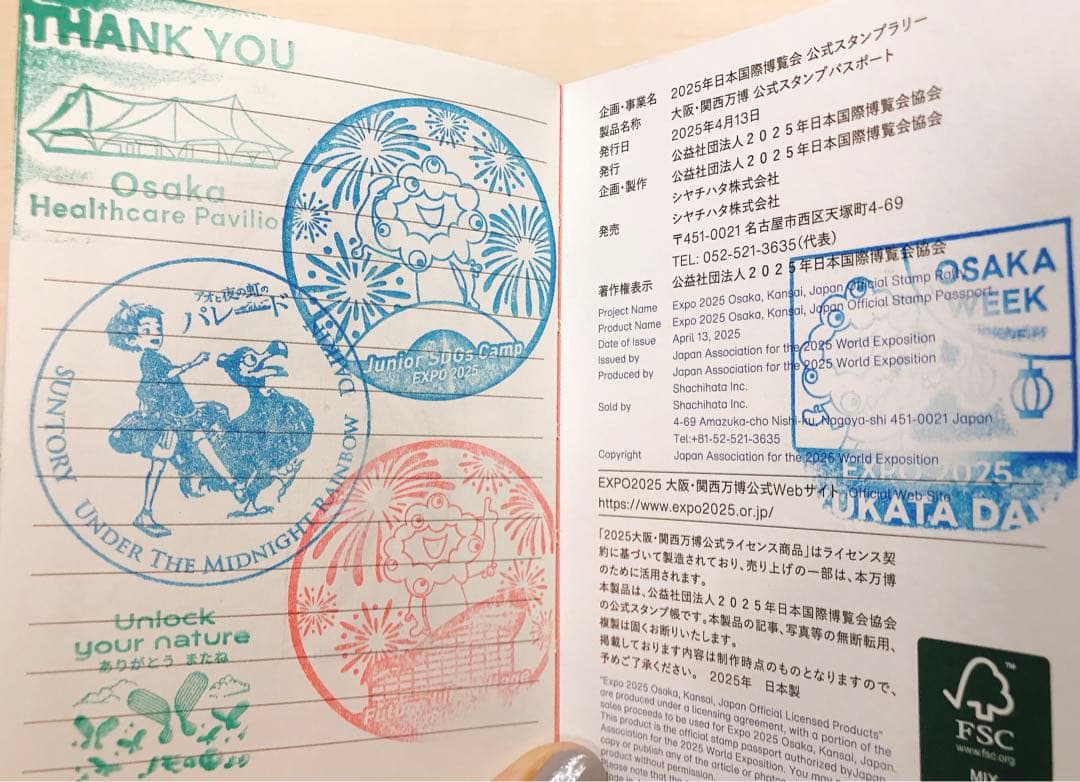 THANK YOU
Osaka
Healthcare Pavilio
Junior SDGs Camp
EXPO 2025
アオと夜の虹の
パレード
SUNTORY UNDER THE MIDNIGHT RAINBOW DAIKIN
Unlock
your nature
ありがとう またね
企画・事業名 2025年日本国際博覧会 公式スタンプラリー
製品名称 大阪・関西万博 公式スタンプパスポート
発行日 2025年4月13日
発行 公益社団法人2025年日本国際博覧会協会
企画・製作 公益社団法人2025年日本国際博覧会協会
シヤチハタ株式会社
発売 シヤチハタ株式会社
〒451-0021 名古屋市西区天塚町4-69
TEL: 052-521-3635(代表)
著作権表示 公益社団法人2025年日本国際博覧会協会
Project Name Expo 2025 Osaka, Kansai, Japan Official Stamp Rally
Product Name Expo 2025 Osaka, Kansai, Japan Official Stamp Passport
Date of Issue April 13, 2025
Issued by Japan Association for the 2025 World Exposition
Produced by Japan Association for the 2025 World Exposition
Shachihata Inc.
Sold by Shachihata Inc.
4-69 Amazuka-cho Nishi-ku, Nagoya-shi 451-0021 Japan
Tel:+81-52-521-3635
Copyright Japan Association for the 2025 World Exposition
OSAKA
WEEK
EXPO 2025
UKATA DAY
EXPO2025 大阪・関西万博公式Webサイト Official Web Site
https://www.expo2025.or.jp/
「2025大阪・関西万博公式ライセンス商品」はライセンス契
約に基づいて製造されており、売り上げの一部は、本万博
のために活用されます。
本製品は、公益社団法人2025年日本国際博覧会協会
の公式スタンプ帳です。本製品の記事、写真等の無断転用、
複製は固くお断りいたします。
掲載しております内容は制作時点のものとなりますので、
予めご了承ください。 2025年 日本製
"Expo 2025 Osaka, Kansai, Japan Official Licensed Products"
are produced under a licensing agreement, with a portion of the
sales proceeds to be used for Expo 2025 Osaka, Kansai, Japan.
This product is the official stamp passport authorized by Japan
Association for the 2025 World Exposition. You may
copy or publish any of the article or
product without permission.
Please note that the
FSC
www.fsc.org
MIX